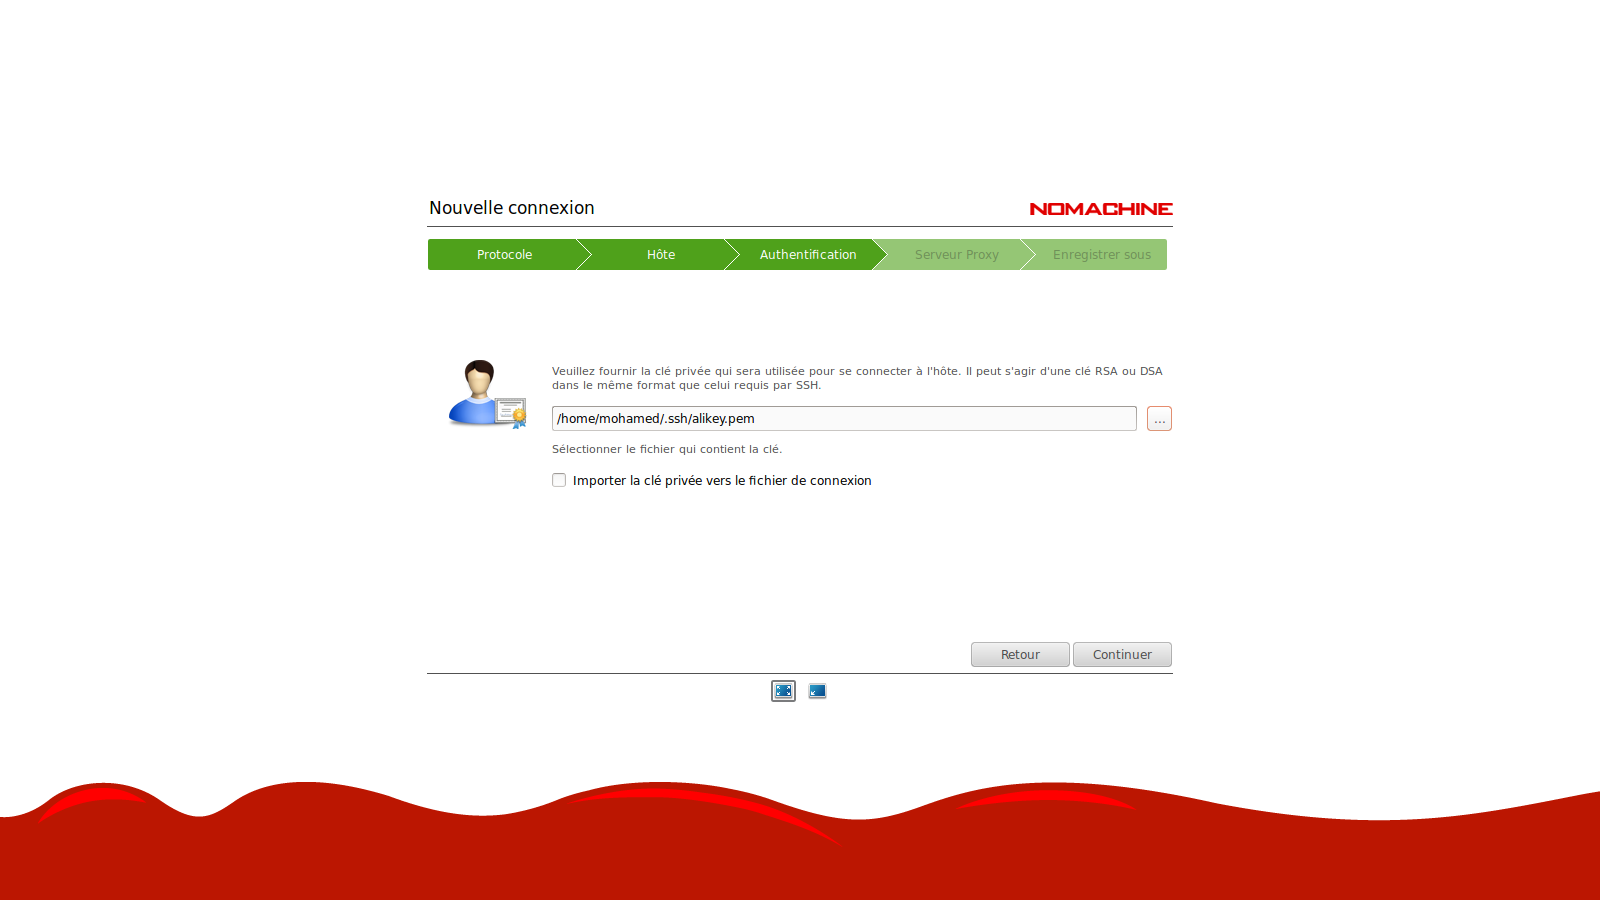 Nouvelle connexion
NOMACHINE
Protocole
Hôte
Authentification
Serveur Proxy
Enregistrer sous
Veuillez fournir la clé privée qui sera utilisée pour se connecter à l'hôte. Il peut s'agir d'une clé RSA ou DSA
dans le même format que celui requis par SSH.
/home/mohamed/.ssh/alikey.pem
...
Sélectionner le fichier qui contient la clé.
Importer la clé privée vers le fichier de connexion
Retour
Continuer